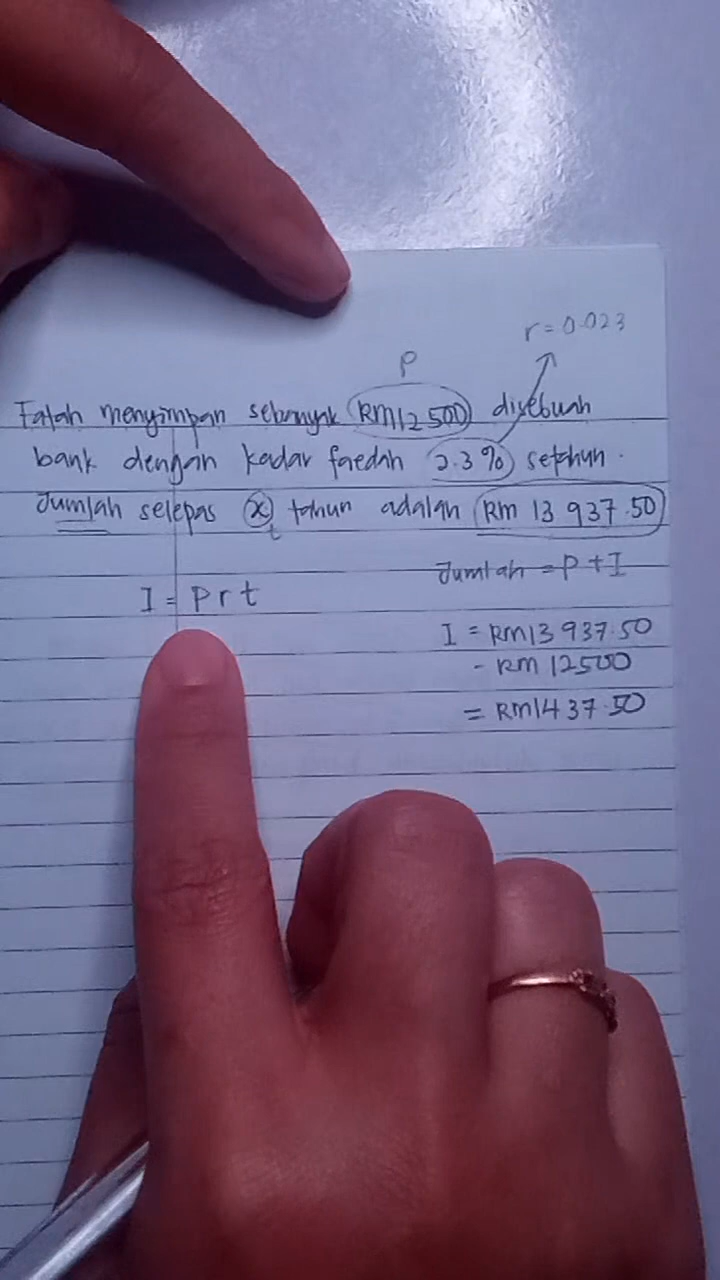 r = 0.023
P
Fatah menyimpan sebanyak RM12 500 disebuah
bank dengan kadar faedah 2.3% setahun.
Jumlah selepas x tahun adalah RM 13 937.50
t
Jumlah = P + I
I = P r t
I = RM13 937.50
- RM 12500
= RM1437.50